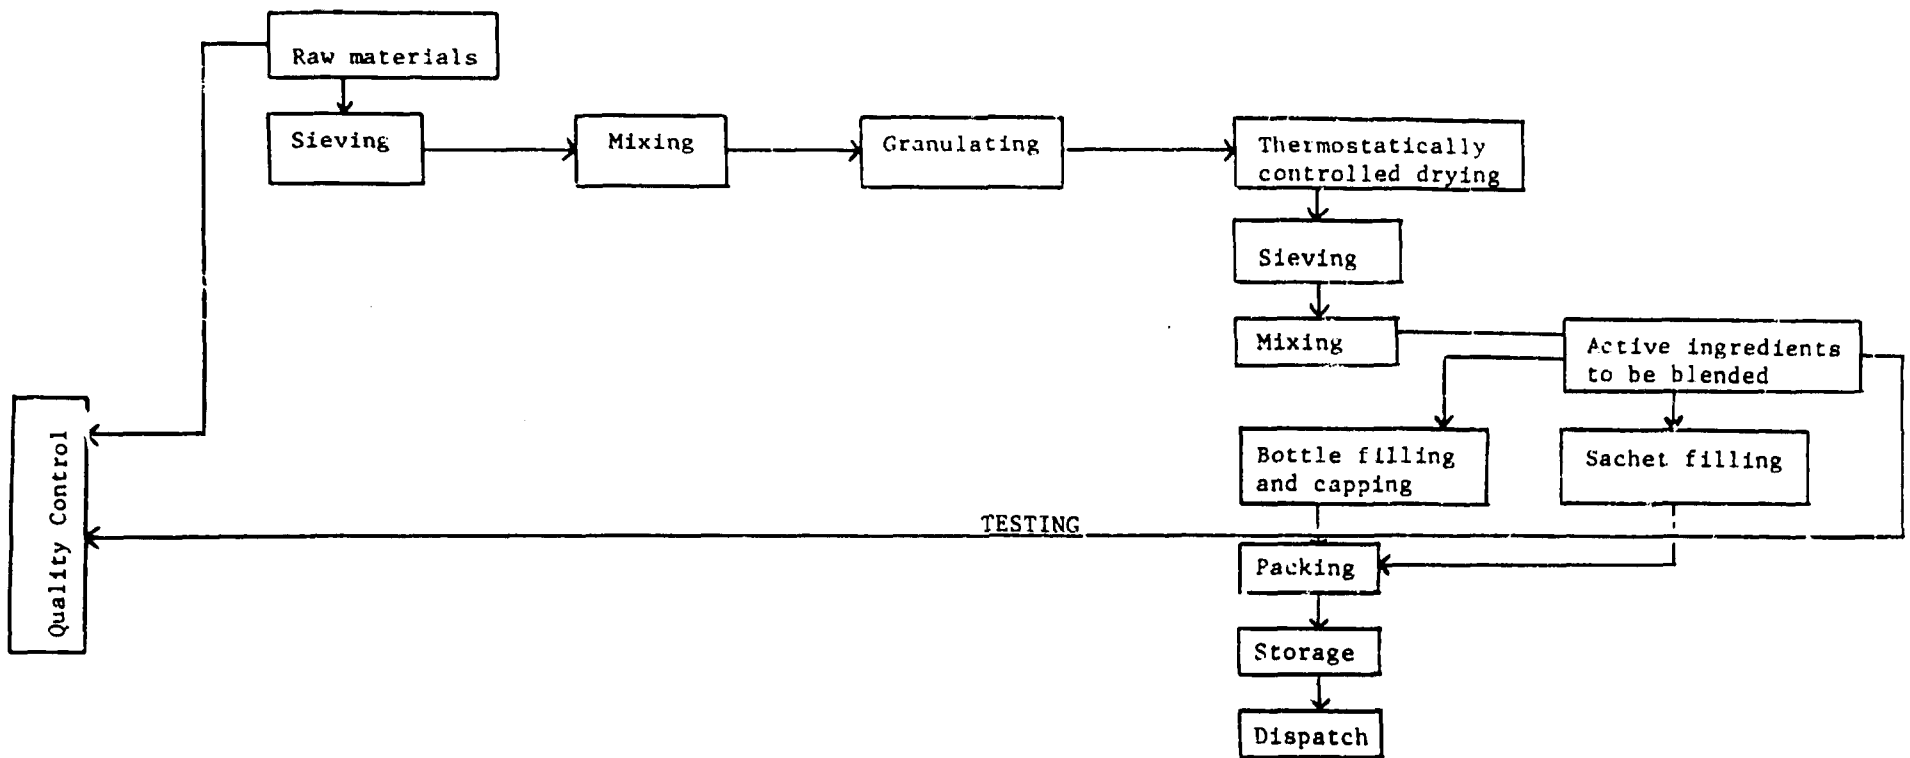 Raw materials
Sieving
Mixing
Granulating
Thermostatically
controlled drying
Sieving
Mixing
Active ingredients
to be blended
Bottle filling
and capping
Sachet filling
Quality Control
TESTING
Packing
Storage
Dispatch